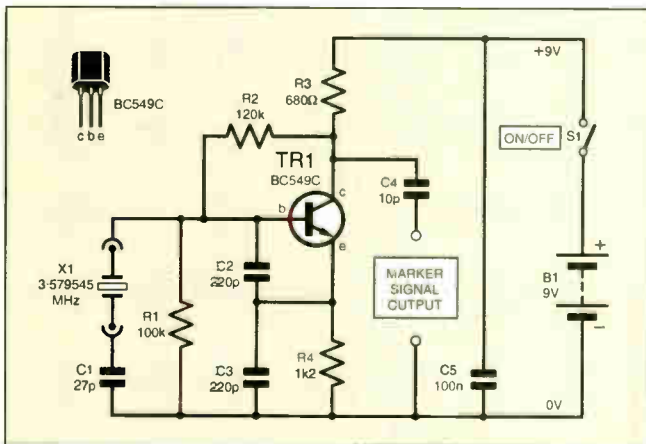 BC549C
c b e
R2
120k
R3
680Ω
+9V
ON/OFF
S1
TR1
BC549C
c
b
e
C4
10p
X1
3·579545
MHz
R1
100k
C2
220p
MARKER
SIGNAL
CUTPUT
B1
9V
+
−
C1
27p
C3
220p
R4
1k2
C5
100n
0V